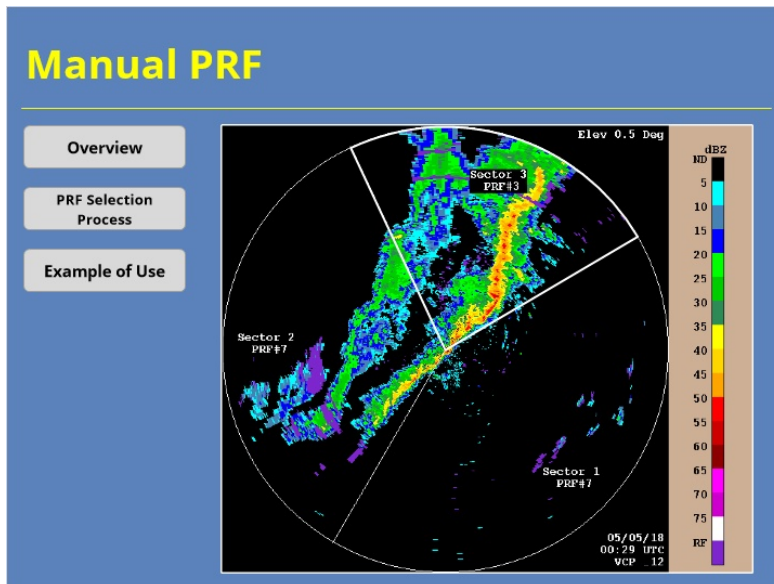 Manual PRF
Overview
PRF Selection
Process
Example of Use
Elev 0.5 Deg
Sector 3
PRF#3
Sector 2
PRF#7
Sector 1
PRF#7
05/05/18
00:29 UTC
VCP 12
dBZ
ND
5
10
15
20
25
30
35
40
45
50
55
60
65
70
75
RF